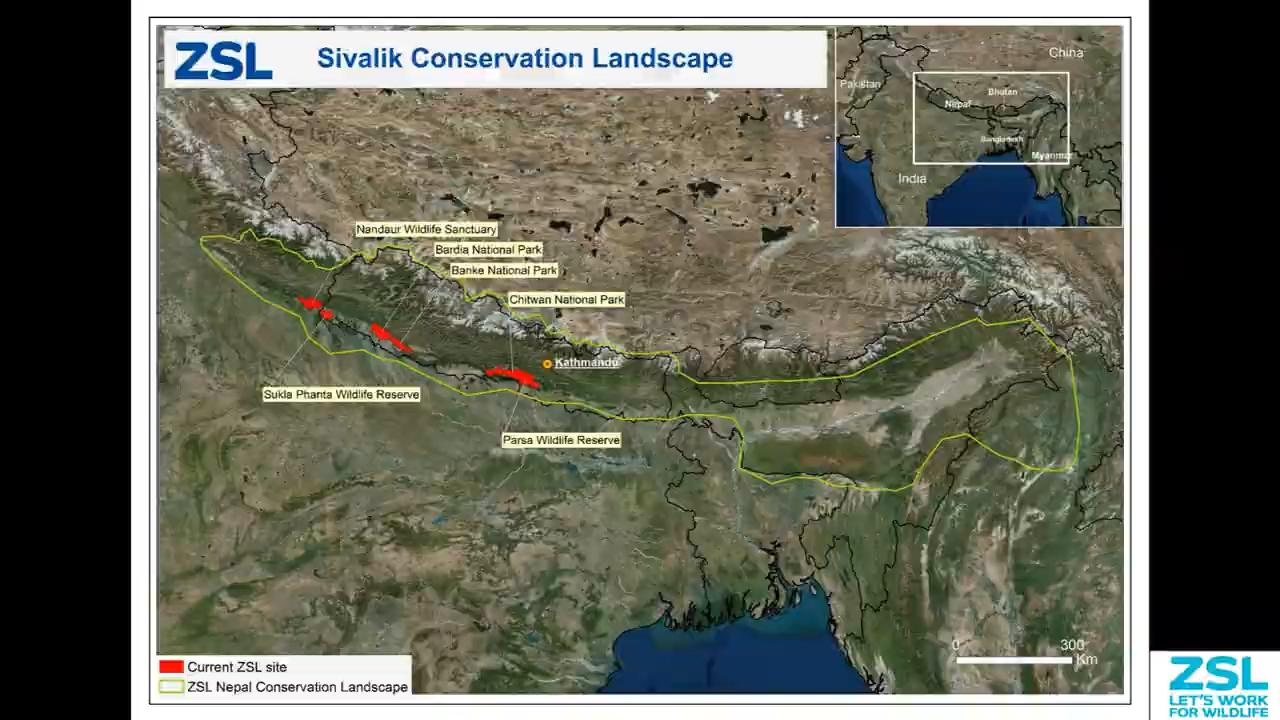 ZSL
Sivalik Conservation Landscape
China
Pakistan
Bhutan
Nepal
Bangladesh
Myanmar
India
Nandaur Wildlife Sanctuary
Bardia National Park
Banke National Park
Chitwan National Park
Kathmandu
Sukla Phanta Wildlife Reserve
Parsa Wildlife Reserve
0 300
Km
Current ZSL site
ZSL Nepal Conservation Landscape
ZSL
LET'S WORK
FOR WILDLIFE